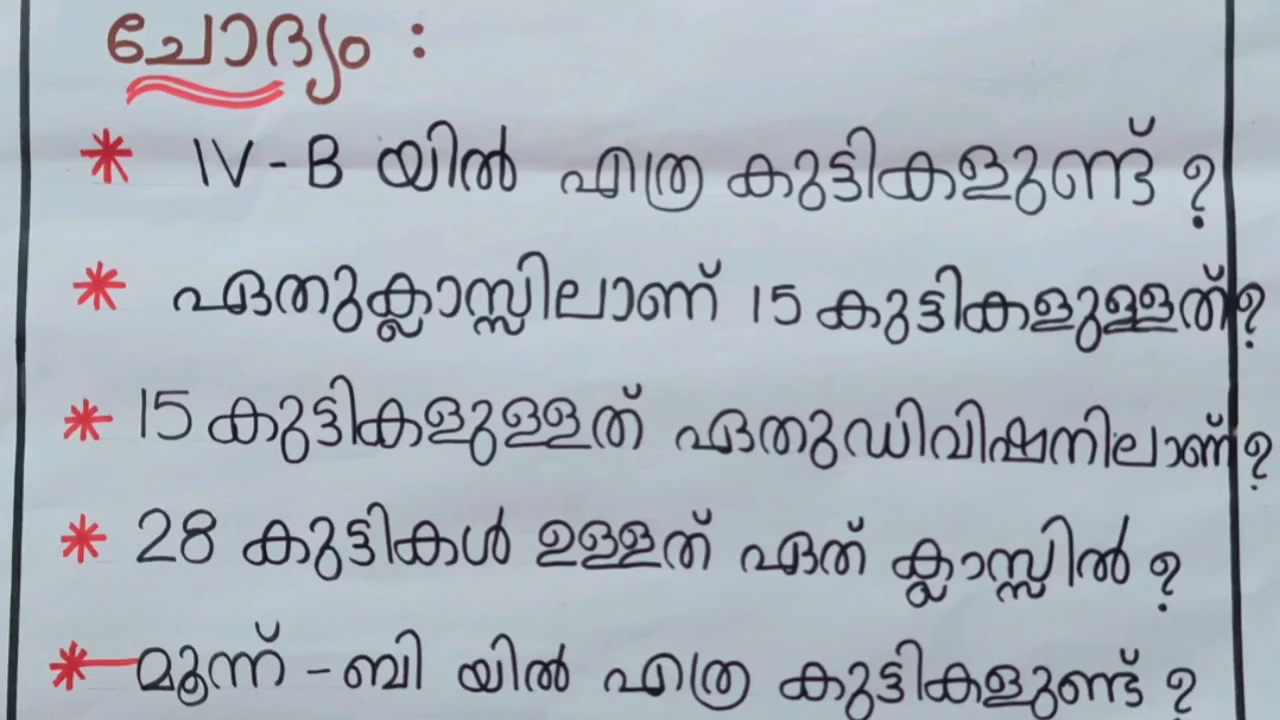 ചോദ്യം :
* IV - B യിൽ എത്ര കുട്ടികളുണ്ട് ?
* ഏതുക്ലാസ്സിലാണ് 15 കുട്ടികളുള്ളത് ?
* 15 കുട്ടികളുള്ളത് ഏതുഡിവിഷനിലാണ് ?
* 28 കുട്ടികൾ ഉള്ളത് ഏത് ക്ലാസ്സിൽ ?
* മൂന്ന് - ബി യിൽ എത്ര കുട്ടികളുണ്ട് ?